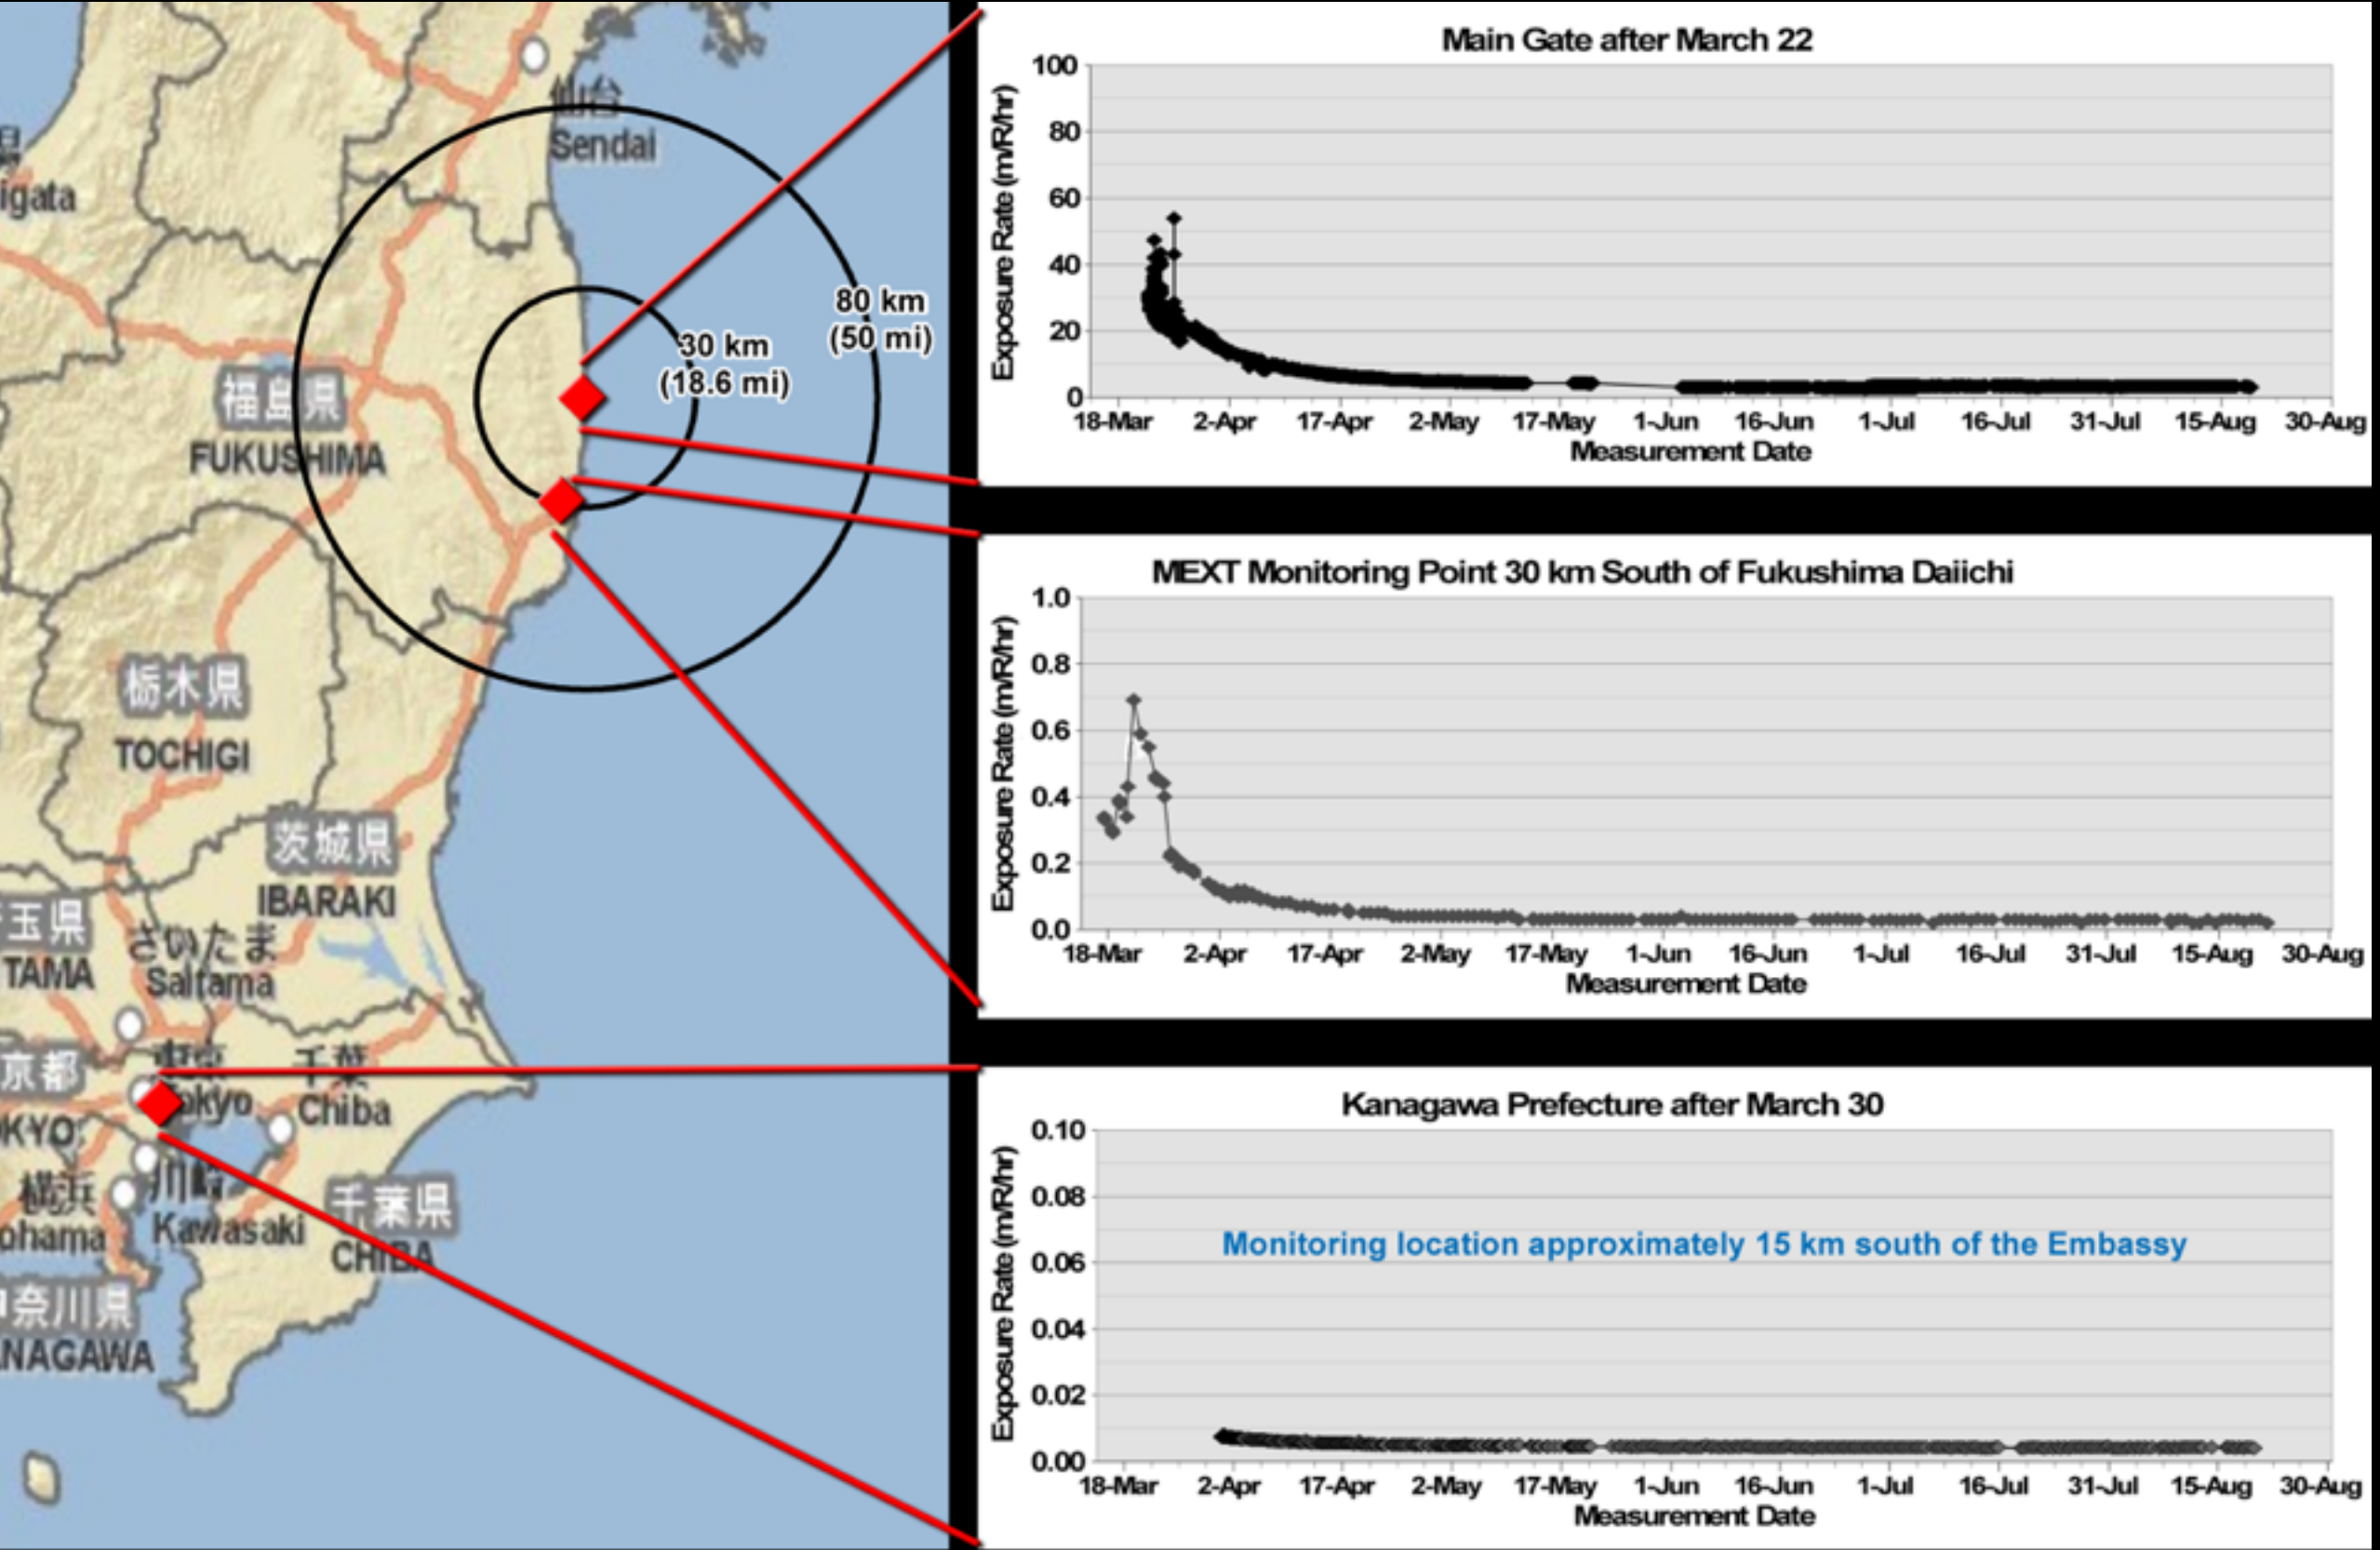 仙台
Sendai
igata
80 km
(50 mi)
30 km
(18.6 mi)
福島県
FUKUSHIMA
栃木県
TOCHIGI
茨城県
IBARAKI
玉県
TAMA
さいたま
Saitama
京都
東京
Tokyo
千葉
Chiba
OKYO
川崎
Kawasaki
横浜
ohama
千葉県
CHIBA
奈川県
ANAGAWA
Main Gate after March 22
Exposure Rate (m/R/hr)
100
80
60
40
20
0
18-Mar 2-Apr 17-Apr 2-May 17-May 1-Jun 16-Jun 1-Jul 16-Jul 31-Jul 15-Aug 30-Aug
Measurement Date
MEXT Monitoring Point 30 km South of Fukushima Daiichi
Exposure Rate (m/R/hr)
1.0
0.8
0.6
0.4
0.2
0.0
18-Mar 2-Apr 17-Apr 2-May 17-May 1-Jun 16-Jun 1-Jul 16-Jul 31-Jul 15-Aug 30-Aug
Measurement Date
Kanagawa Prefecture after March 30
Exposure Rate (m/R/hr)
0.10
0.08
Monitoring location approximately 15 km south of the Embassy
0.06
0.04
0.02
0.00
18-Mar 2-Apr 17-Apr 2-May 17-May 1-Jun 16-Jun 1-Jul 16-Jul 31-Jul 15-Aug 30-Aug
Measurement Date